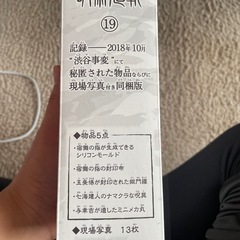 ⑲
記録——2018年10月
"渋谷事変"にて
秘匿された物品ならびに
現場写真付き同梱版
◆物品5点
・宿儺の指が生成できる
シリコンモールド
・宿儺の指の封印布
・五条悟が封印された獄門疆
・七海建人のナマクラな呪具
・与幸吉が遺したミニメカ丸
◆現場写真 13枚